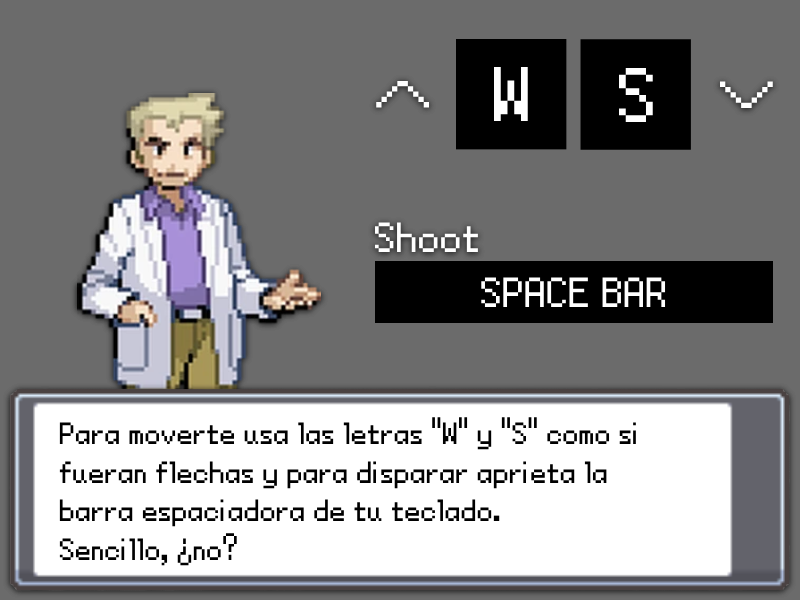 W S
Shoot
SPACE BAR
Para moverte usa las letras "W" y "S" como si
fueran flechas y para disparar aprieta la
barra espaciadora de tu teclado.
Sencillo, ¿no?